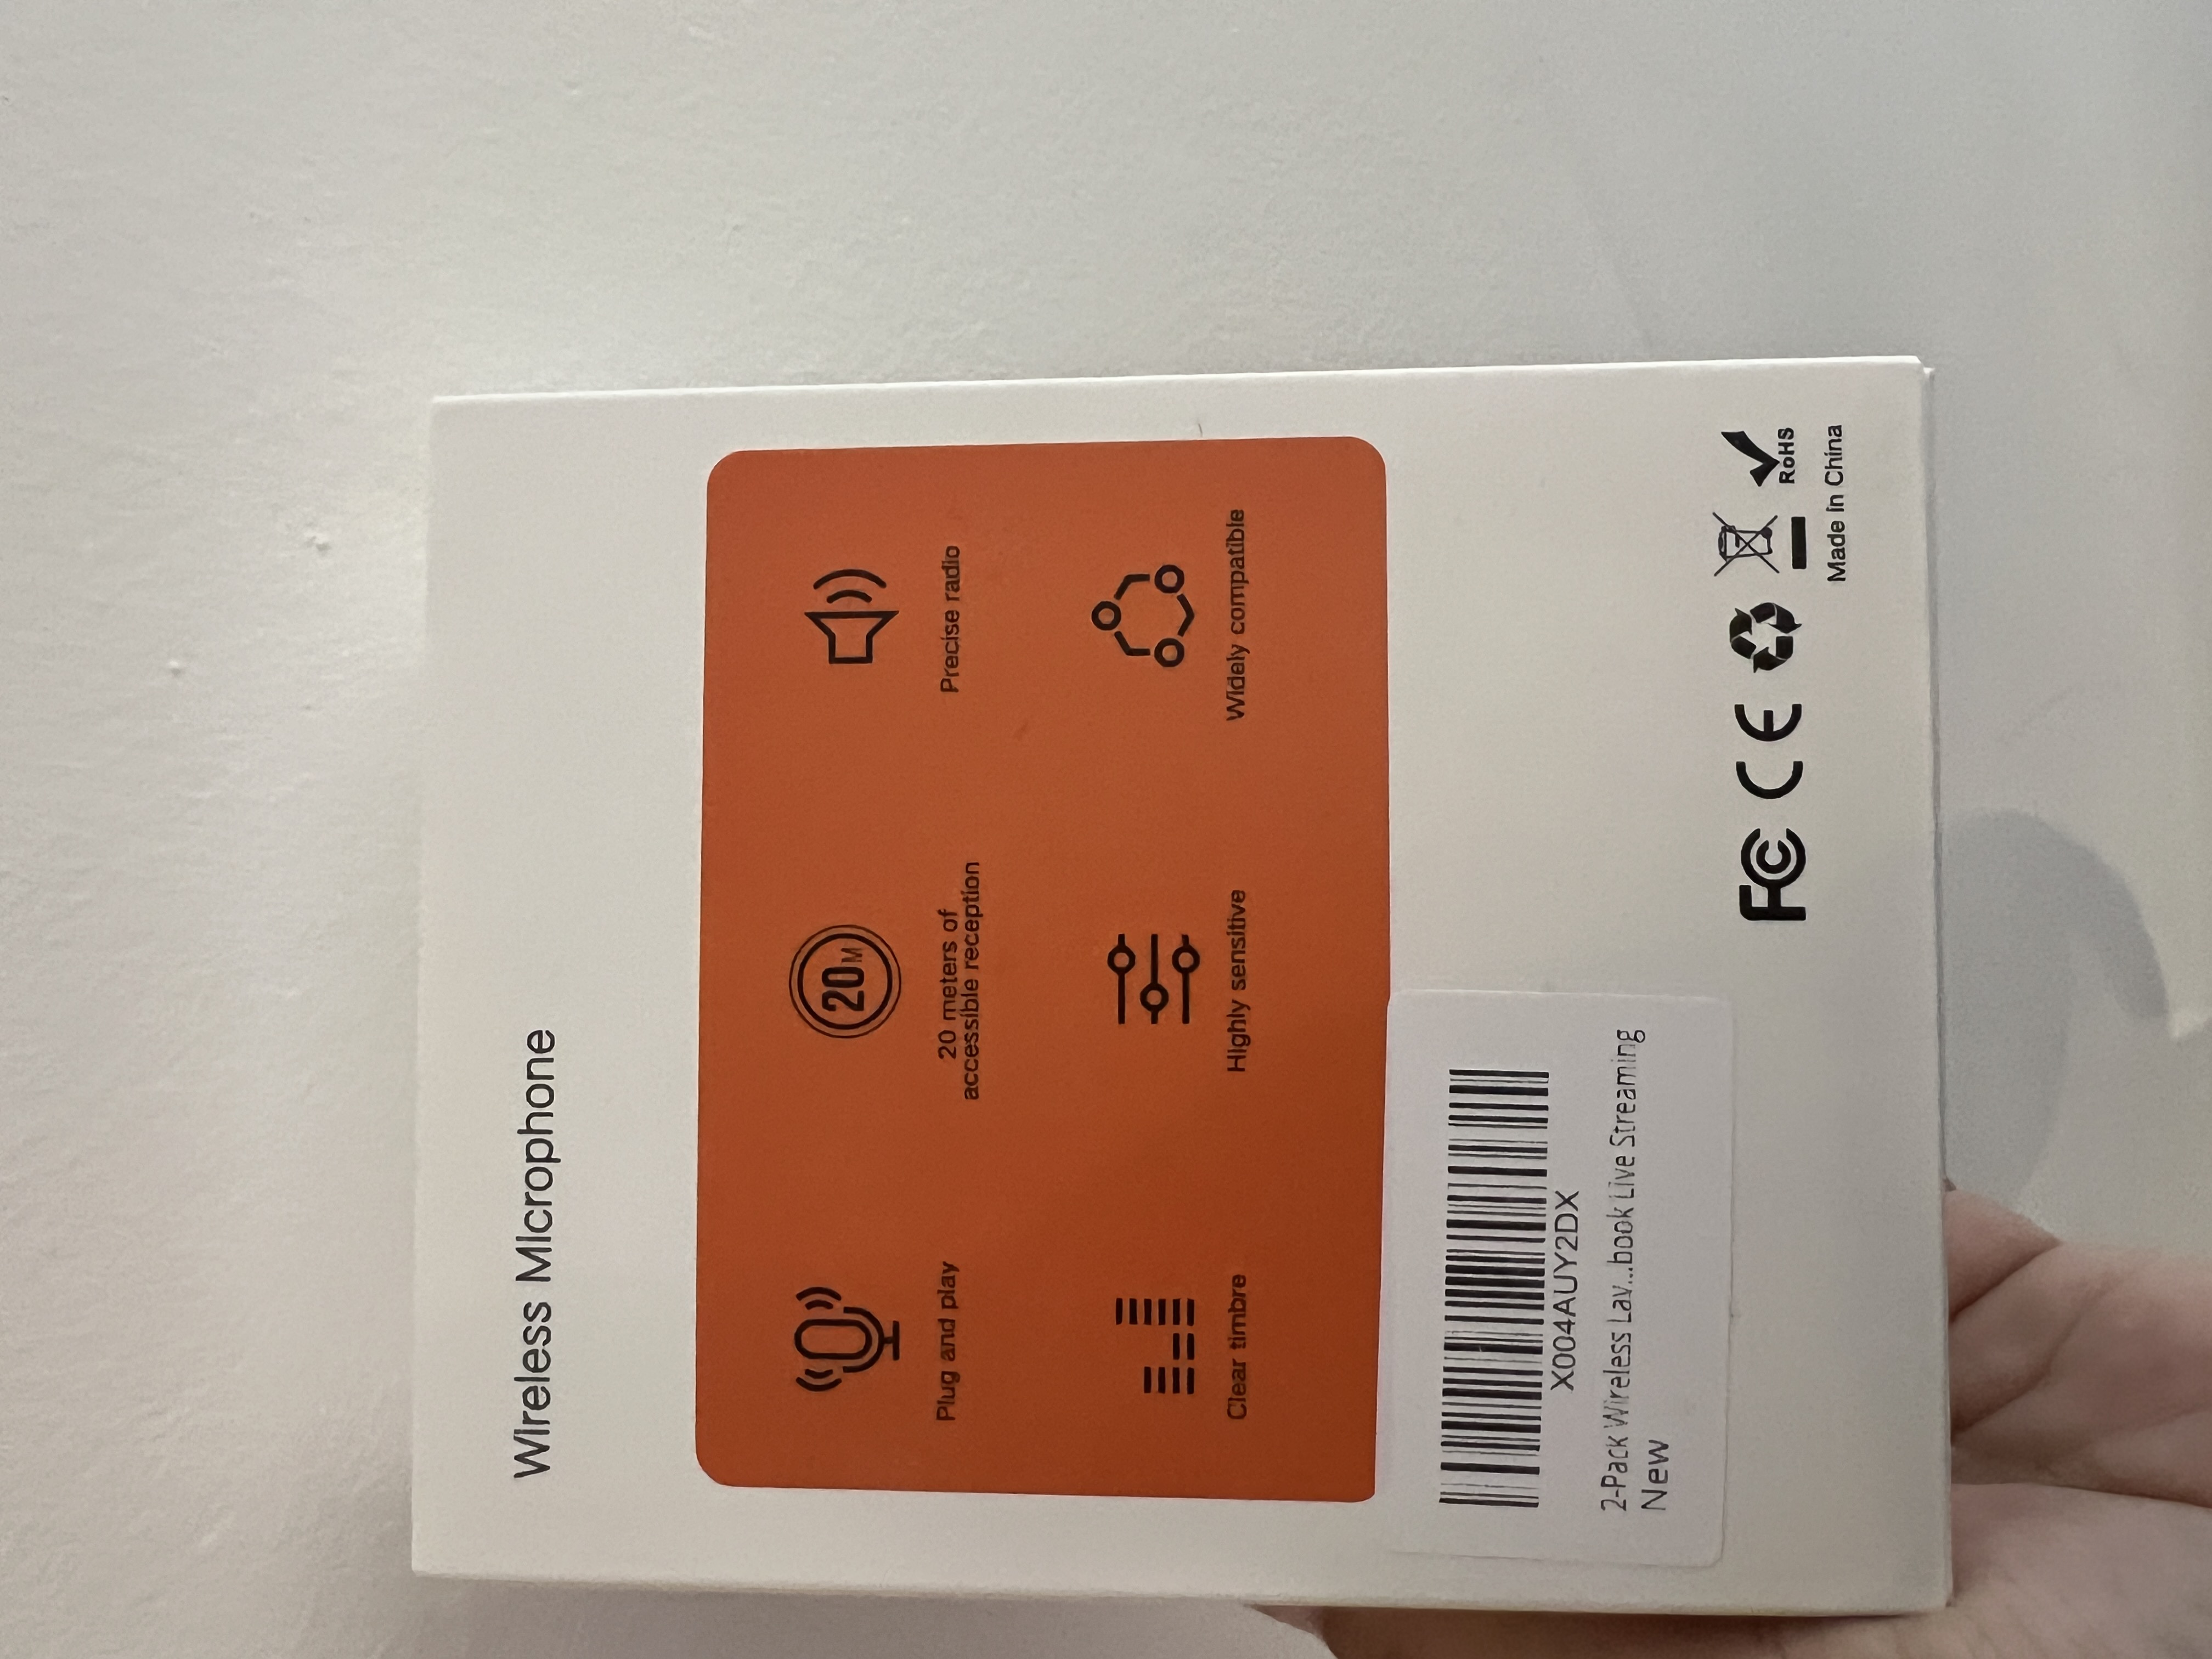 Wireless Microphone
20M
Plug and play
20 meters of
accessible reception
Precise radio
Clear timbre
Highly sensitive
Widely compatible
X004AUY2DX
2-Pack Wireless Lav...book Live Streaming
New
FC CE
RoHS
Made in China